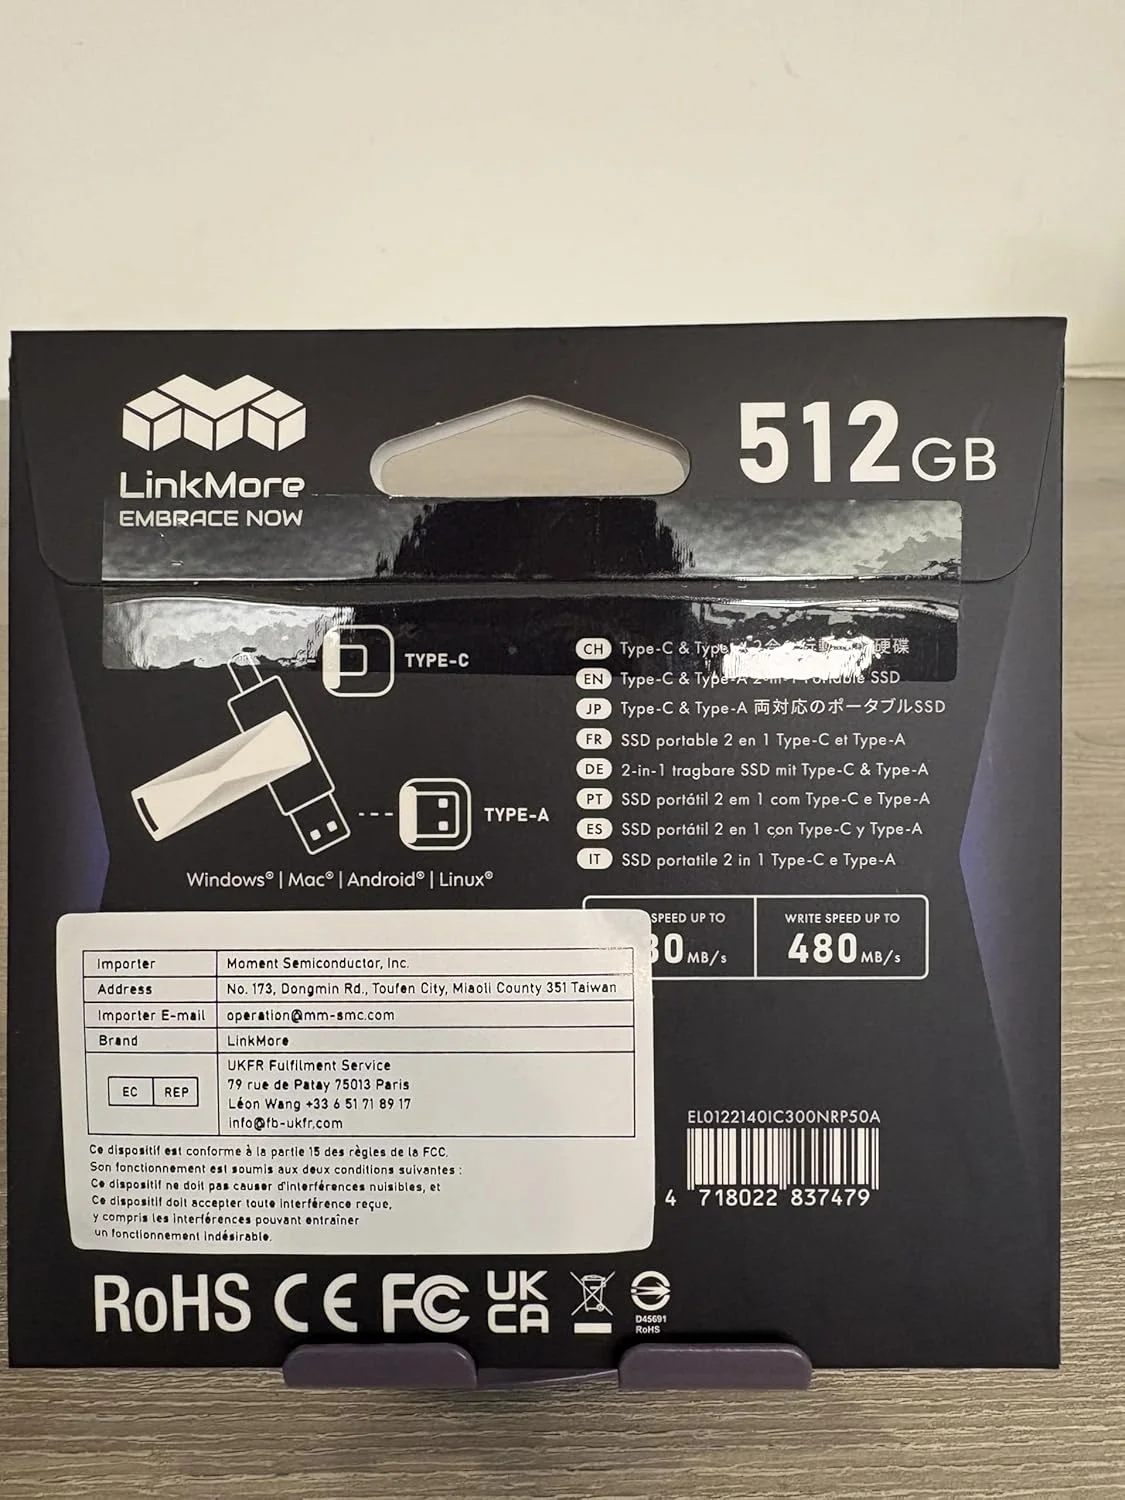 LinkMore
EMBRACE NOW
512GB
TYPE-C
TYPE-A
Windows® | Mac® | Android® | Linux®
CH Type-C & 硬碟
EN Type-C & Type-A 2-in-1 Portable SSD
JP Type-C & Type-A 両対応のポータブルSSD
FR SSD portable 2 en 1 Type-C et Type-A
DE 2-in-1 tragbare SSD mit Type-C & Type-A
PT SSD portátil 2 em 1 com Type-C e Type-A
ES SSD portátil 2 en 1 con Type-C y Type-A
IT SSD portatile 2 in 1 Type-C e Type-A
SPEED UP TO
30MB/s
WRITE SPEED UP TO
480MB/s
Importer Moment Semiconductor, Inc.
Address No. 173, Dongmin Rd., Toufen City, Miaoli County 351 Taiwan
Importer E-mail operation@mm-smc.com
Brand LinkMore
EC REP
UKFR Fulfilment Service
79 rue de Patay 75013 Paris
Léon Wang +33 6 51 71 89 17
info@fb-ukfr,com
Ce dispositif est conforme à la partie 15 des règles de la FCC.
Son fonctionnement est soumis aux deux conditions suivantes :
Ce dispositif ne doit pas causer d'interférences nuisibles, et
Ce dispositif doit accepter toute interférence reçue,
y compris les interférences pouvant entraîner
un fonctionnement indésirable.
EL0122140IC300NRP50A
4 718022 837479
RoHS CE FC UK
CA
D45691
RoHS